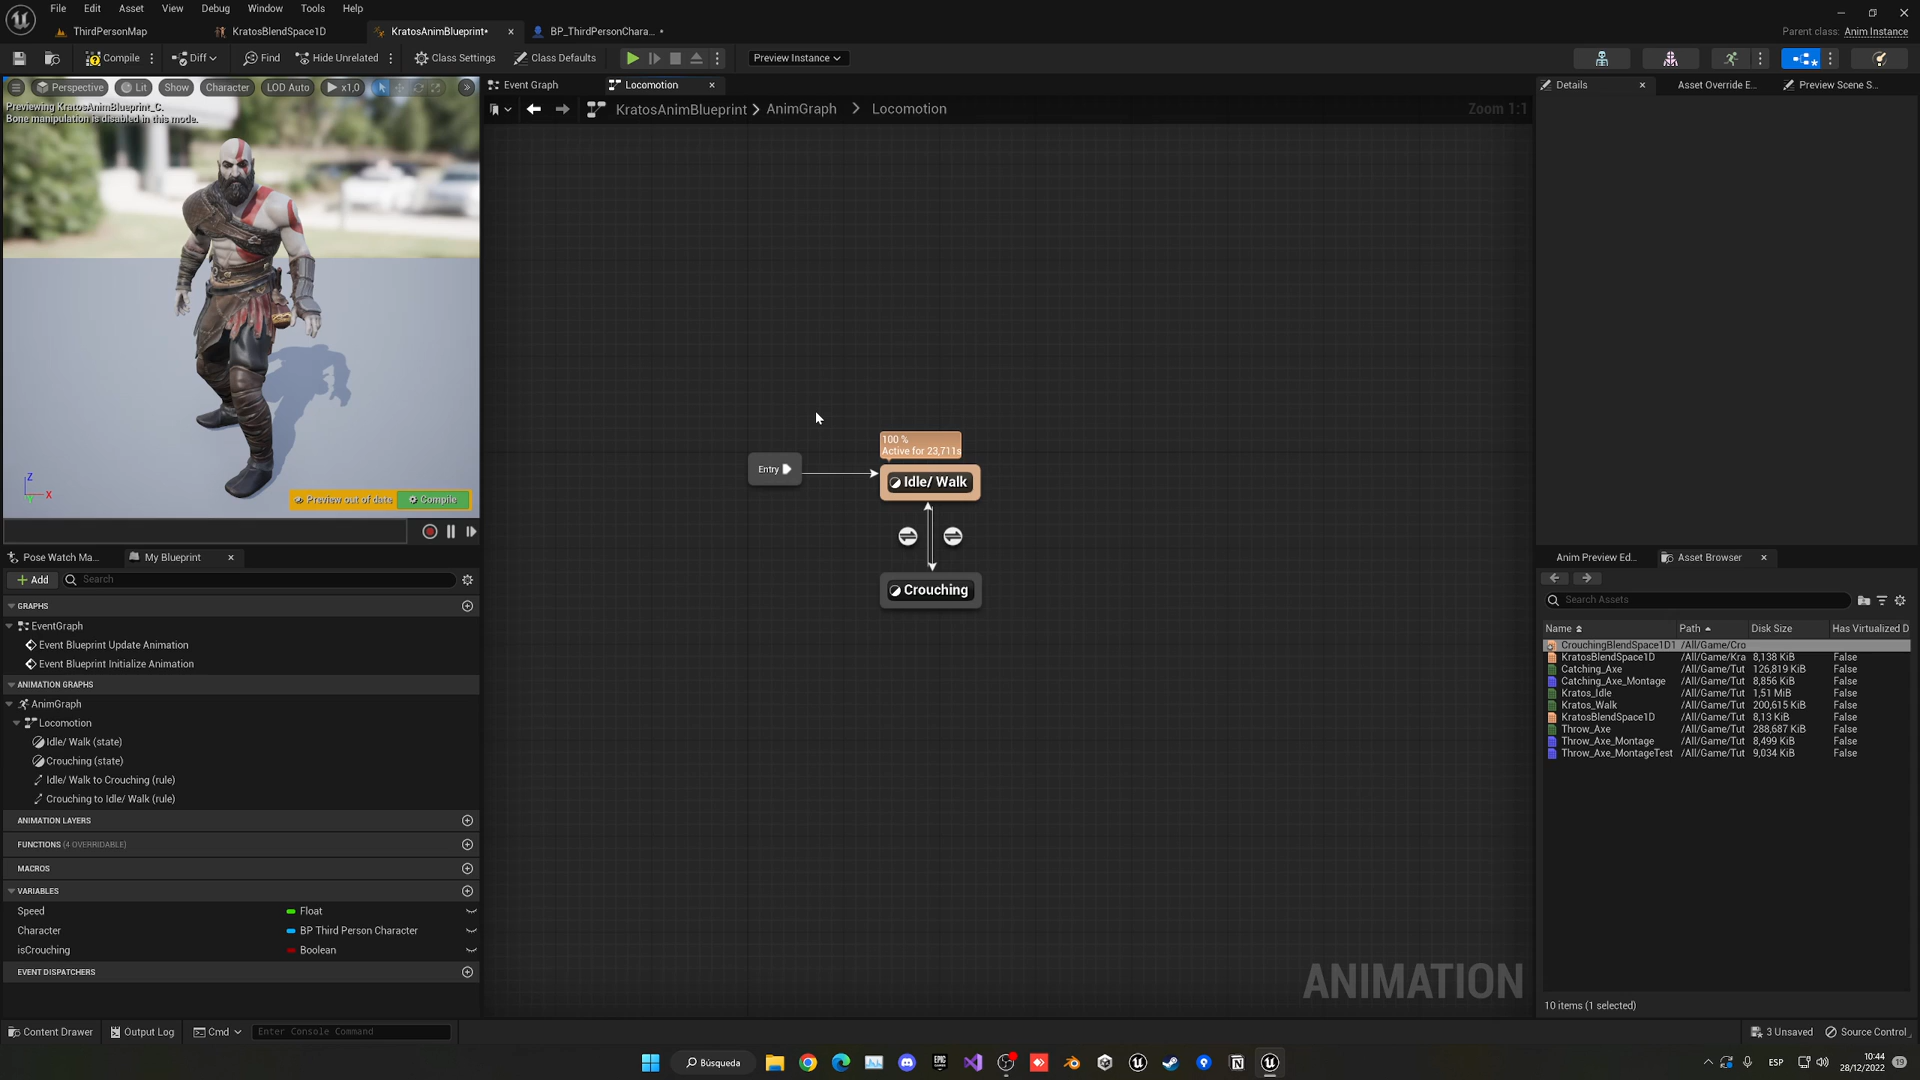 File Edit Asset View Debug Window Tools Help
ThirdPersonMap KratosBlendSpace1D KratosAnimBlueprint* BP_ThirdPersonChara... •
Parent class: Anim Instance
Compile Diff Find Hide Unrelated Class Settings Class Defaults Preview Instance
Perspective Lit Show Character LOD Auto x1,0
Previewing KratosAnimBlueprint_C.
Bone manipulation is disabled in this mode.
Z
X
Preview out of date Compile
Event Graph Locomotion
KratosAnimBlueprint > AnimGraph > Locomotion
Zoom 1:1
Entry
100 %
Active for 23,711s
Idle/ Walk
Crouching
ANIMATION
Pose Watch Ma... My Blueprint
Add Search
GRAPHS
EventGraph
Event Blueprint Update Animation
Event Blueprint Initialize Animation
ANIMATION GRAPHS
AnimGraph
Locomotion
Idle/ Walk (state)
Crouching (state)
Idle/ Walk to Crouching (rule)
Crouching to Idle/ Walk (rule)
ANIMATION LAYERS
FUNCTIONS (4 OVERRIDABLE)
MACROS
VARIABLES
Speed Float
Character BP Third Person Character
isCrouching Boolean
EVENT DISPATCHERS
Details Asset Override E... Preview Scene S...
Anim Preview Ed... Asset Browser
Search Assets
Name Path Disk Size Has Virtualized D
CrouchingBlendSpace1D1 /All/Game/Cro
KratosBlendSpace1D /All/Game/Kra 8,138 KiB False
Catching_Axe /All/Game/Tut 126,819 KiB False
Catching_Axe_Montage /All/Game/Tut 8,856 KiB False
Kratos_Idle /All/Game/Tut 1,51 MiB False
Kratos_Walk /All/Game/Tut 200,615 KiB False
KratosBlendSpace1D /All/Game/Tut 8,13 KiB False
Throw_Axe /All/Game/Tut 288,687 KiB False
Throw_Axe_Montage /All/Game/Tut 8,499 KiB False
Throw_Axe_MontageTest /All/Game/Tut 9,034 KiB False
10 items (1 selected)
Content Drawer Output Log Cmd Enter Console Command
3 Unsaved Source Control
Búsqueda
EPIC GAMES
ESP
10:44
28/12/2022
19